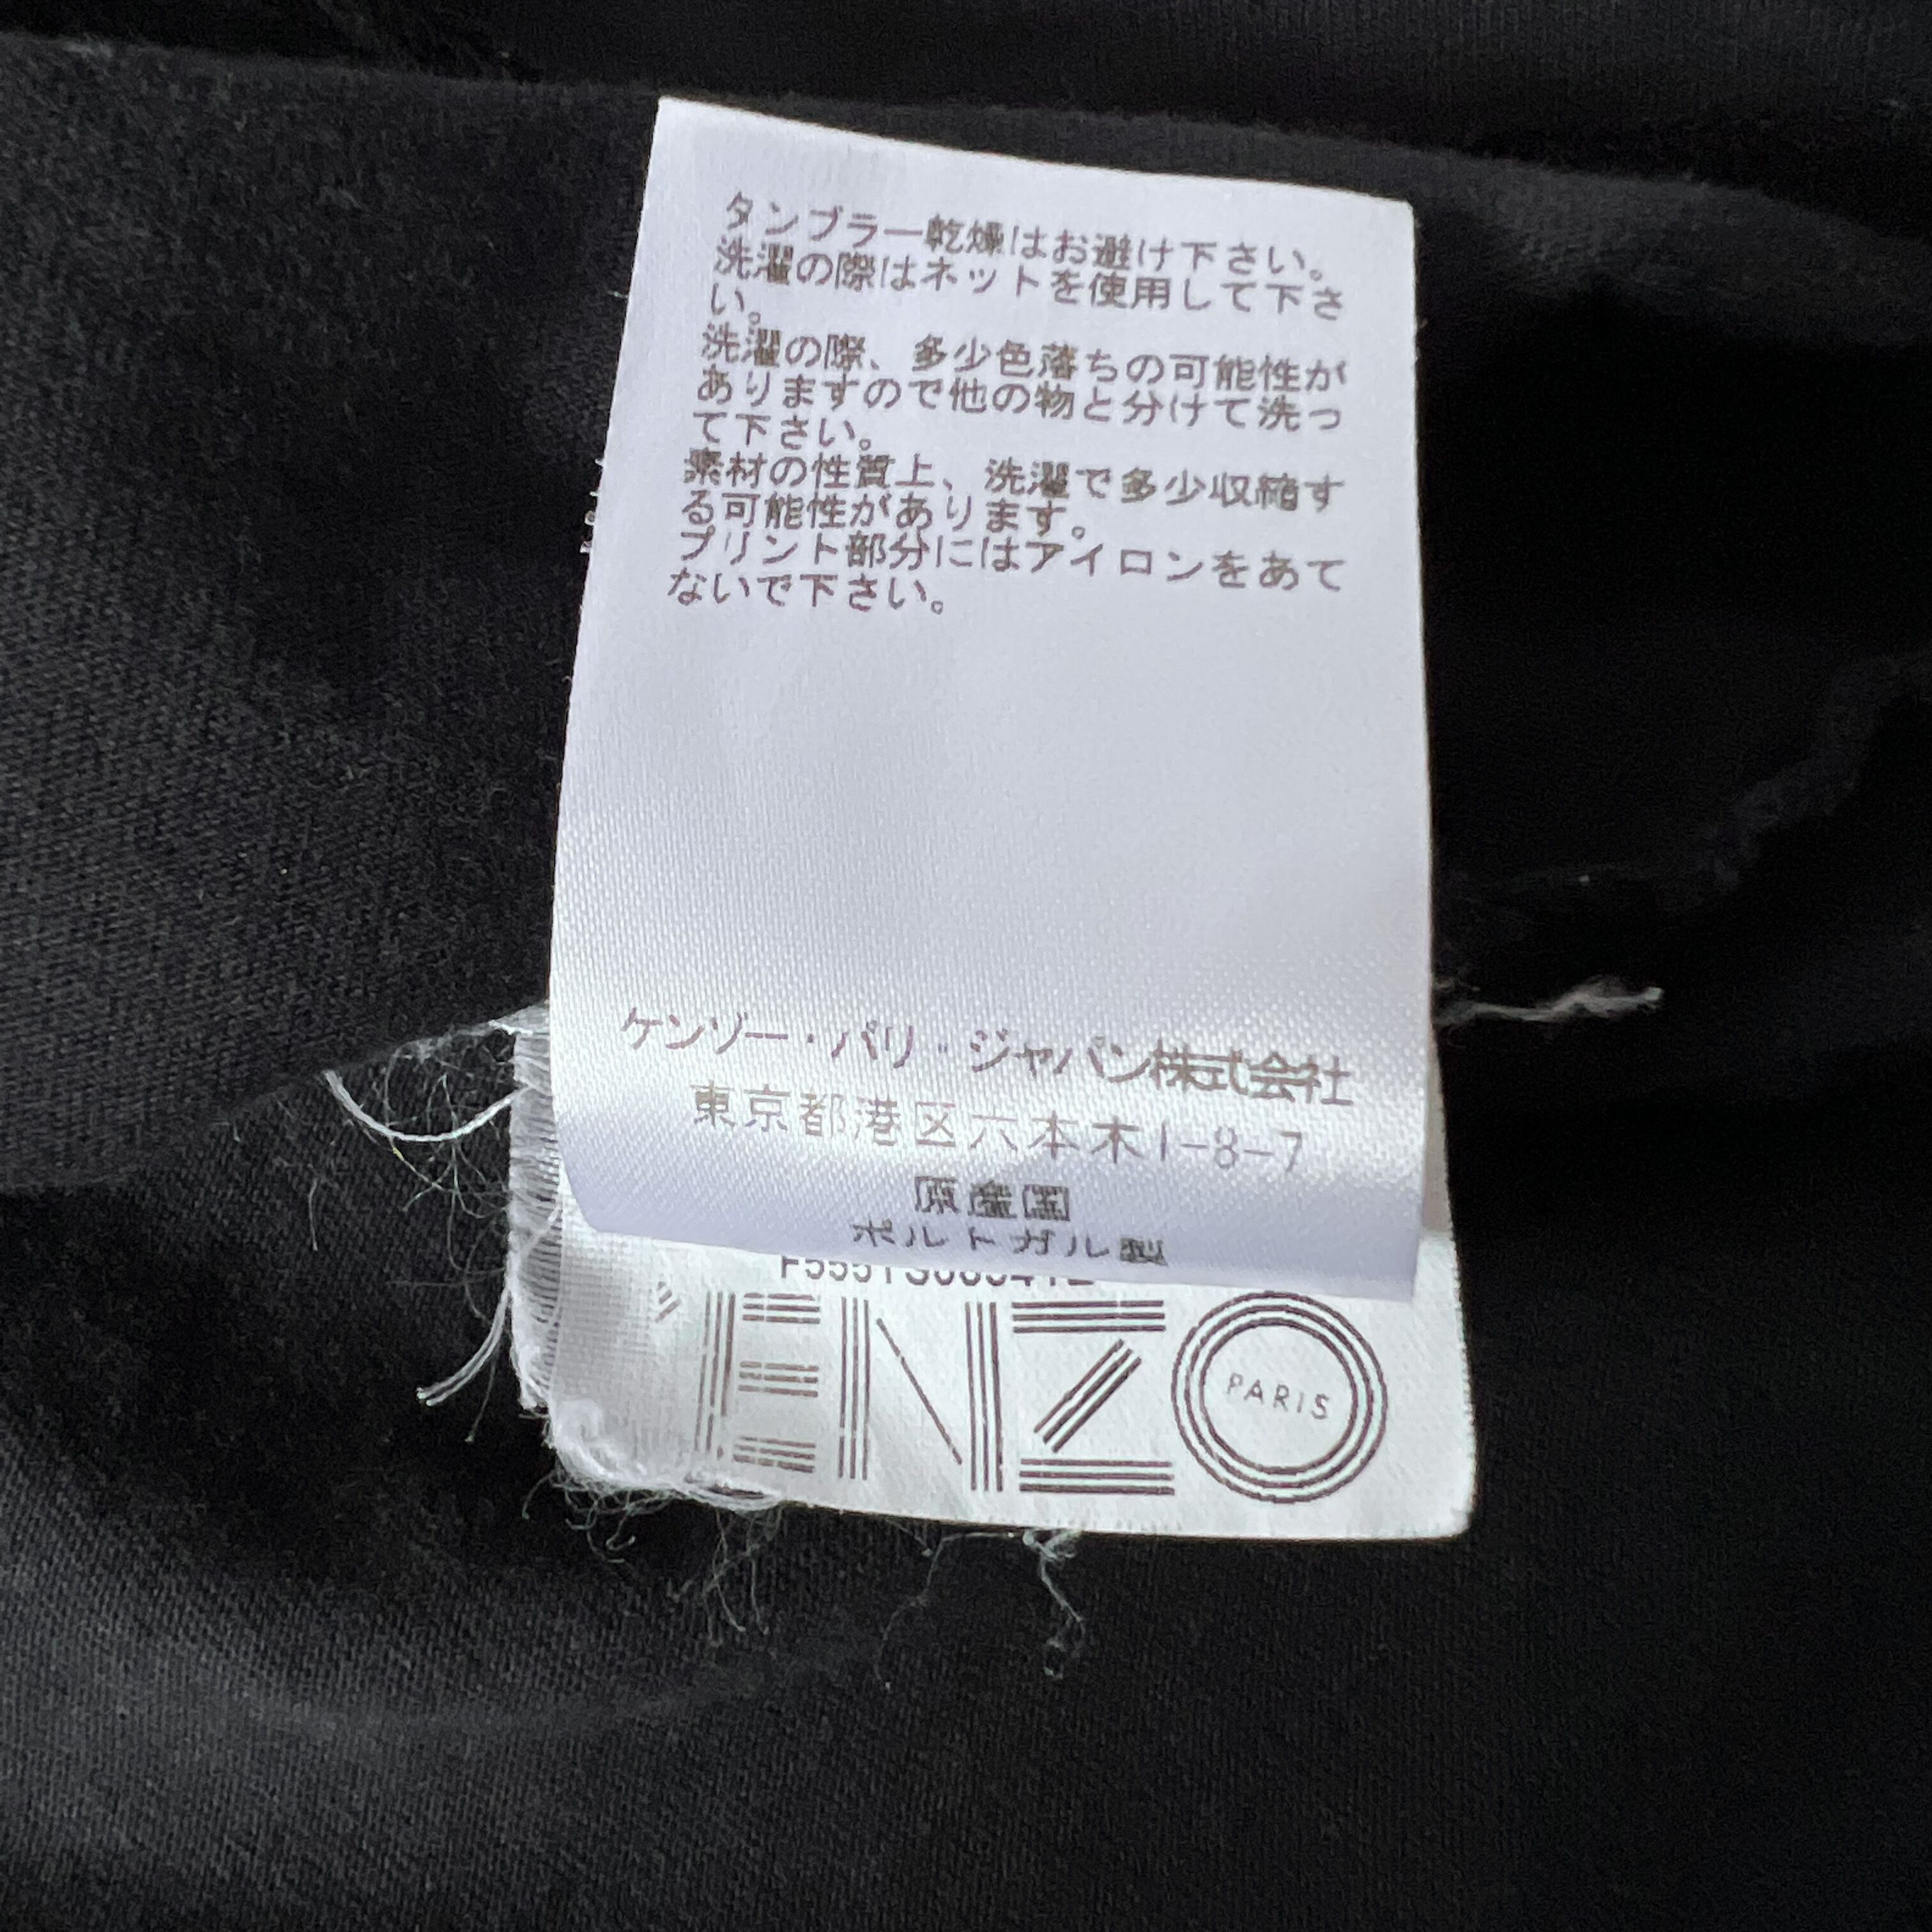 タンブラー乾燥はお避け下さい。
洗濯の際はネットを使用して下さ
い。
洗濯の際、多少色落ちの可能性が
ありますので他の物と分けて洗っ
て下さい。
素材の性質上、洗濯で多少収縮す
る可能性があります。
プリント部分にはアイロンをあて
ないで下さい。
ケンゾー・パリ・ジャパン株式会社
東京都港区六本木1-8-7
原産国
ポルトガル製
ENZO
PARIS